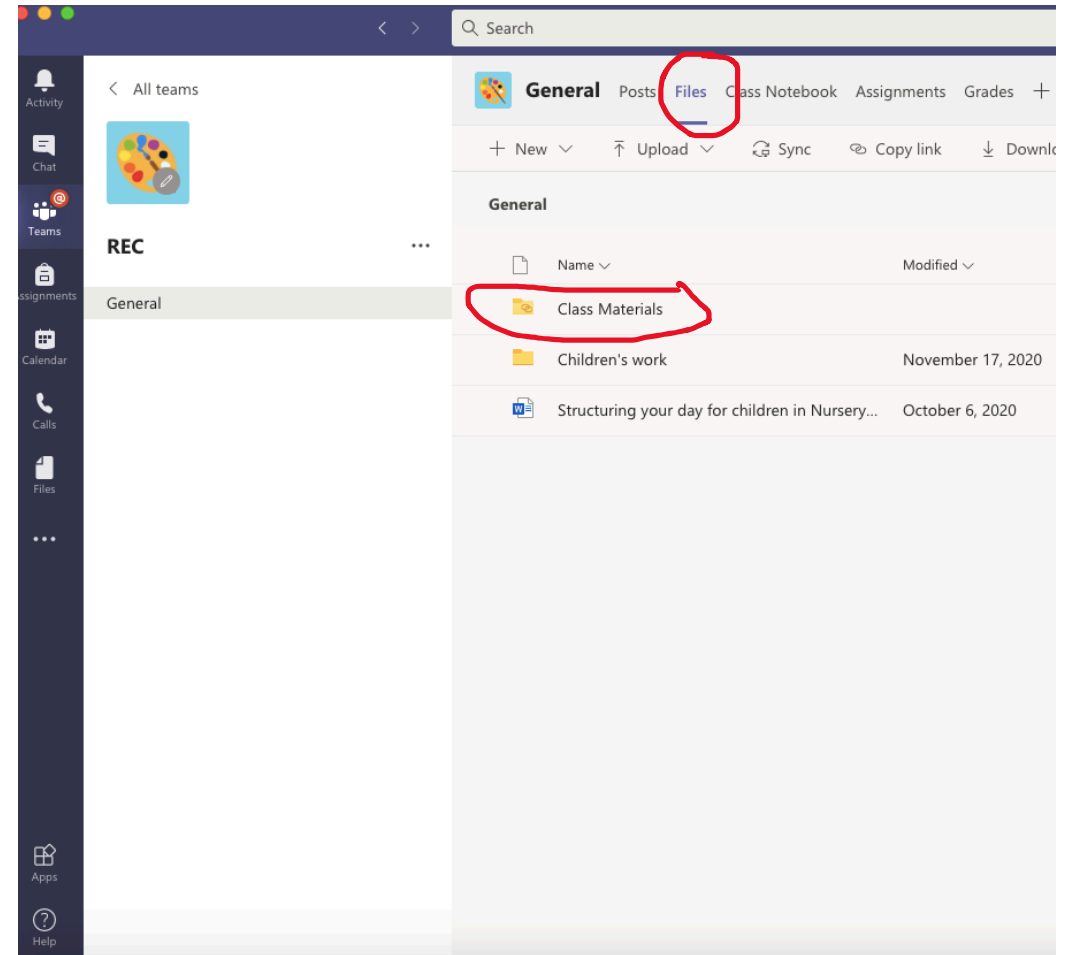 Search
Activity
Chat
Teams
ssignments
Calendar
Calls
Files
Apps
Help
All teams
REC
General
General Posts Files Class Notebook Assignments Grades
New Upload Sync Copy link Downlo
General
Name Modified
Class Materials
Children's work November 17, 2020
Structuring your day for children in Nursery... October 6, 2020